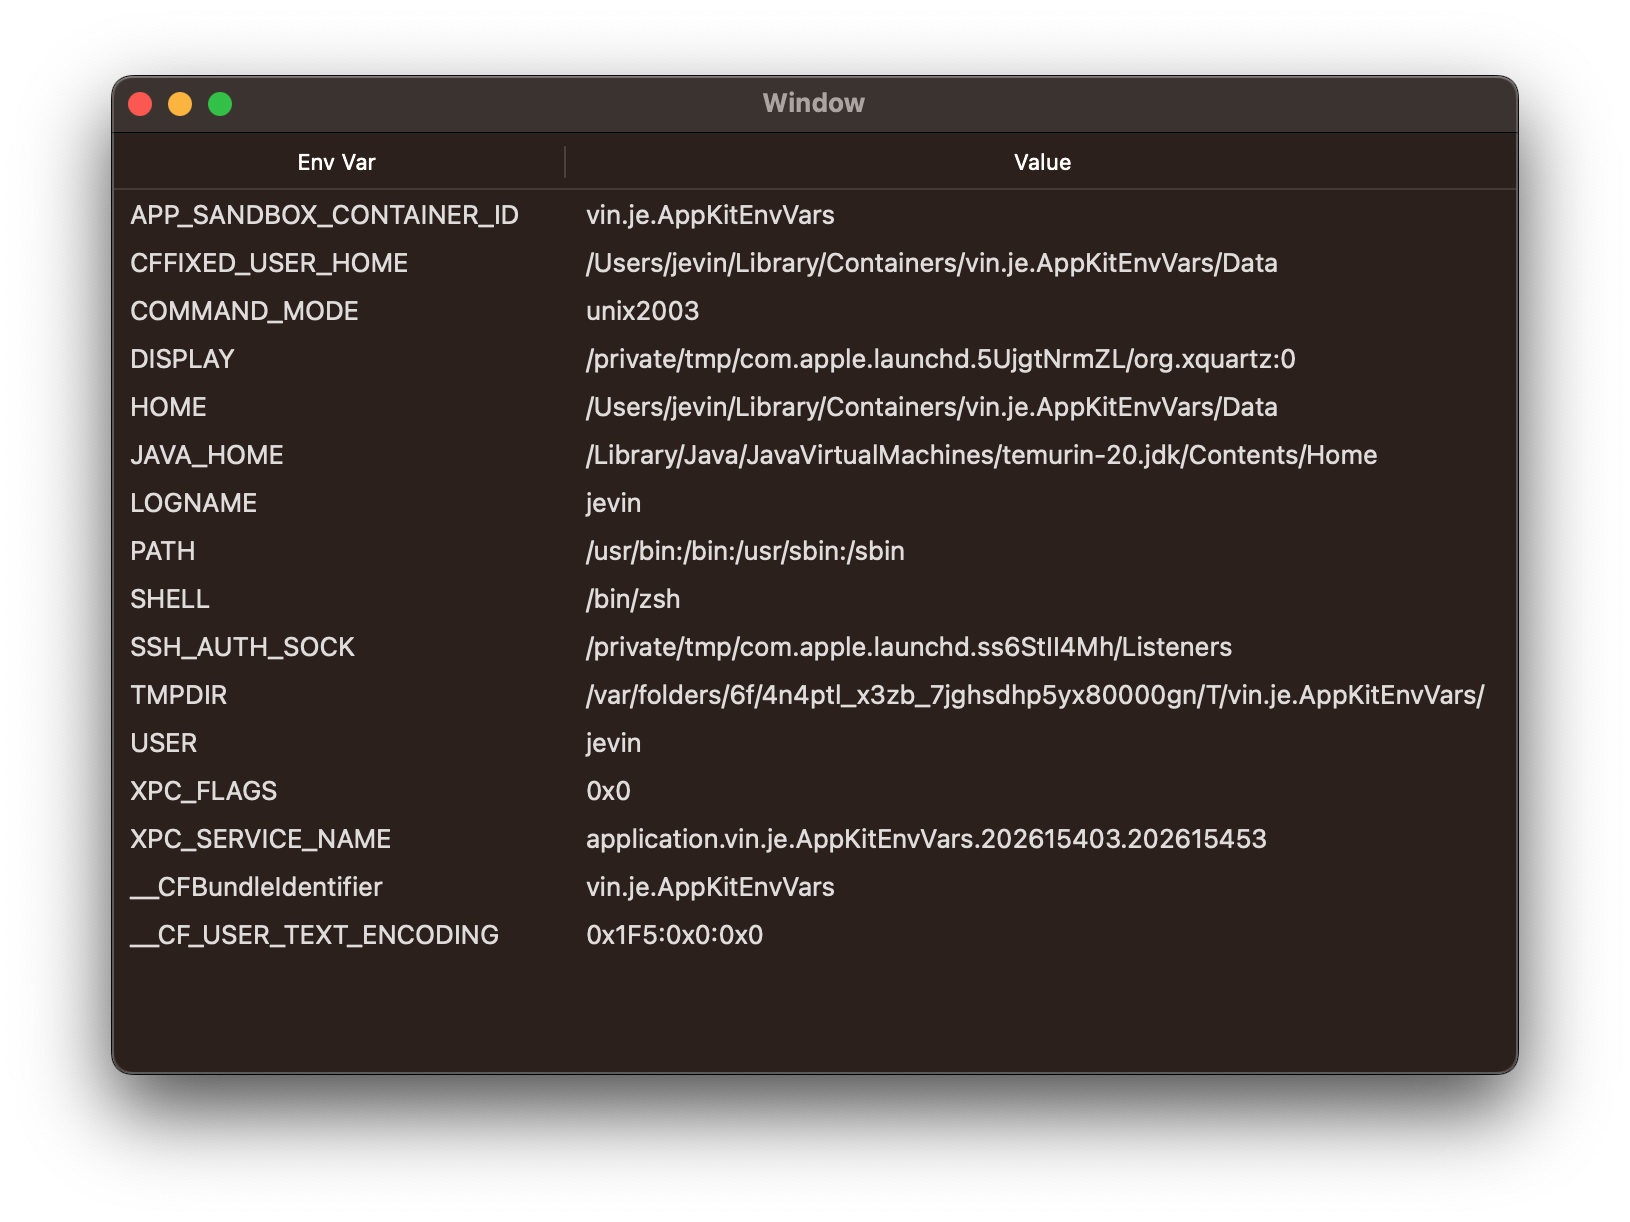 Window
Env Var Value
APP_SANDBOX_CONTAINER_ID vin.je.AppKitEnvVars
CFFIXED_USER_HOME /Users/jevin/Library/Containers/vin.je.AppKitEnvVars/Data
COMMAND_MODE unix2003
DISPLAY /private/tmp/com.apple.launchd.5UjgtNrmZL/org.xquartz:0
HOME /Users/jevin/Library/Containers/vin.je.AppKitEnvVars/Data
JAVA_HOME /Library/Java/JavaVirtualMachines/temurin-20.jdk/Contents/Home
LOGNAME jevin
PATH /usr/bin:/bin:/usr/sbin:/sbin
SHELL /bin/zsh
SSH_AUTH_SOCK /private/tmp/com.apple.launchd.ss6StII4Mh/Listeners
TMPDIR /var/folders/6f/4n4ptl_x3zb_7jghsdhp5yx80000gn/T/vin.je.AppKitEnvVars/
USER jevin
XPC_FLAGS 0x0
XPC_SERVICE_NAME application.vin.je.AppKitEnvVars.202615403.202615453
__CFBundleIdentifier vin.je.AppKitEnvVars
__CF_USER_TEXT_ENCODING 0x1F5:0x0:0x0